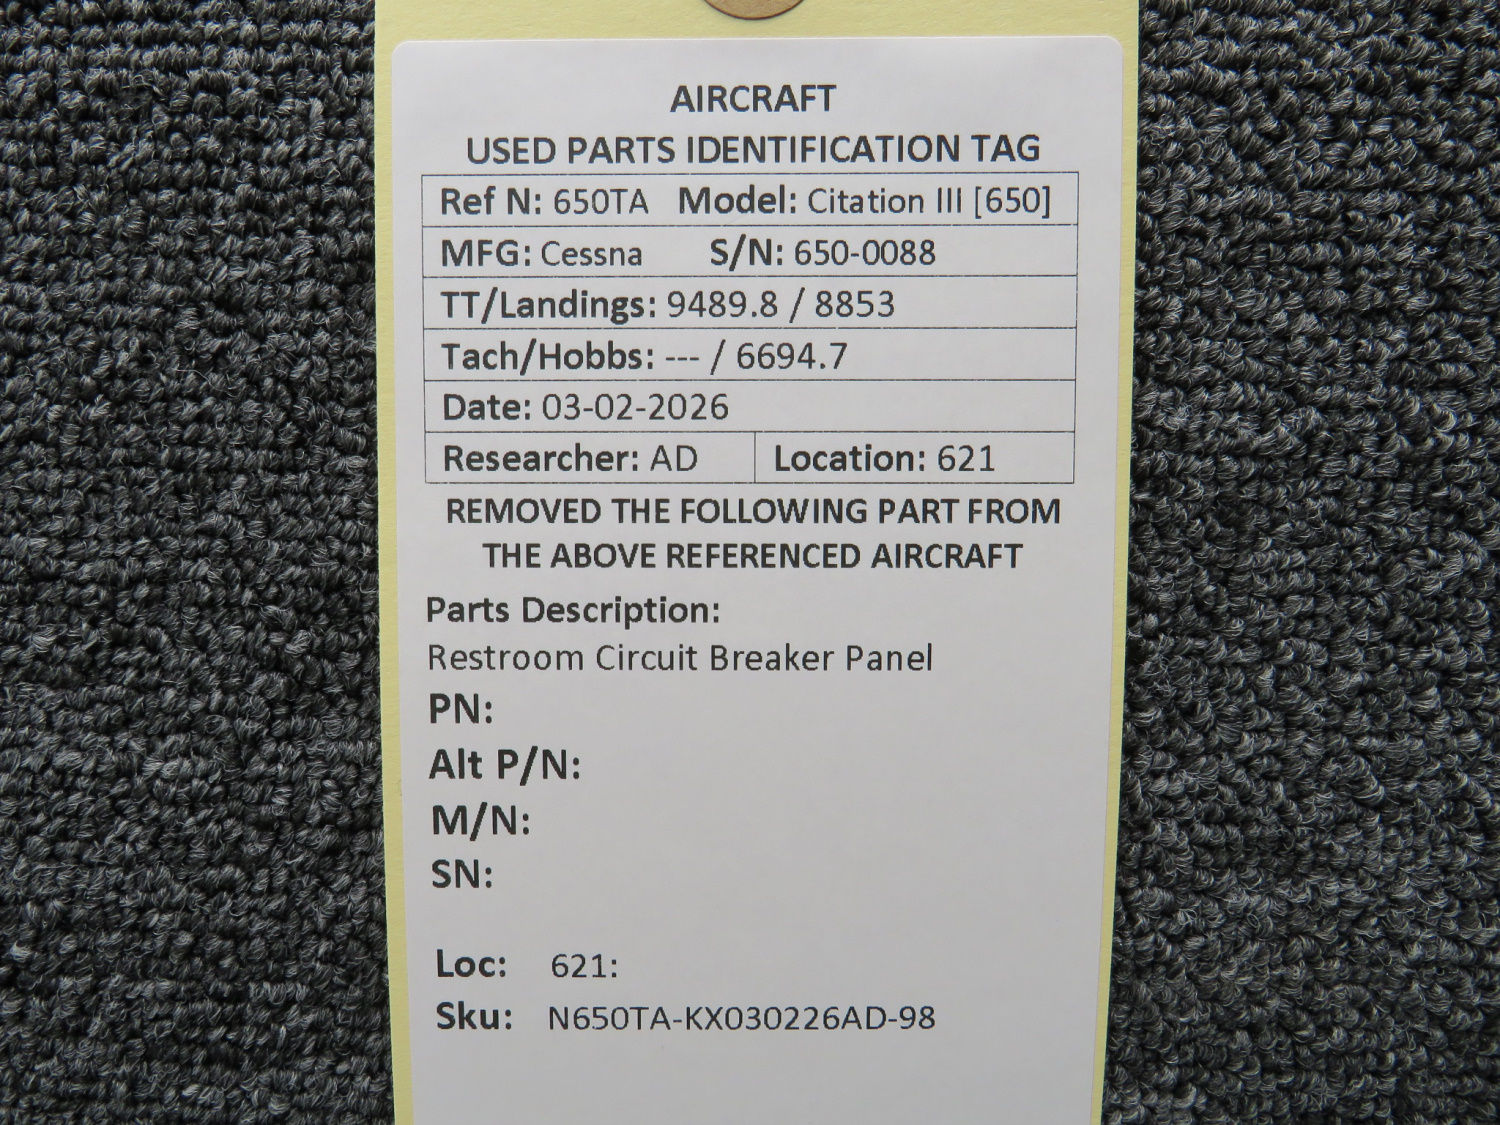 AIRCRAFT
USED PARTS IDENTIFICATION TAG
Ref N: 650TA Model: Citation III [650]
MFG: Cessna S/N: 650-0088
TT/Landings: 9489.8 / 8853
Tach/Hobbs: --- / 6694.7
Date: 03-02-2026
Researcher: AD Location: 621
REMOVED THE FOLLOWING PART FROM
THE ABOVE REFERENCED AIRCRAFT
Parts Description:
Restroom Circuit Breaker Panel
PN:
Alt P/N:
M/N:
SN:
Loc: 621:
Sku: N650TA-KX030226AD-98